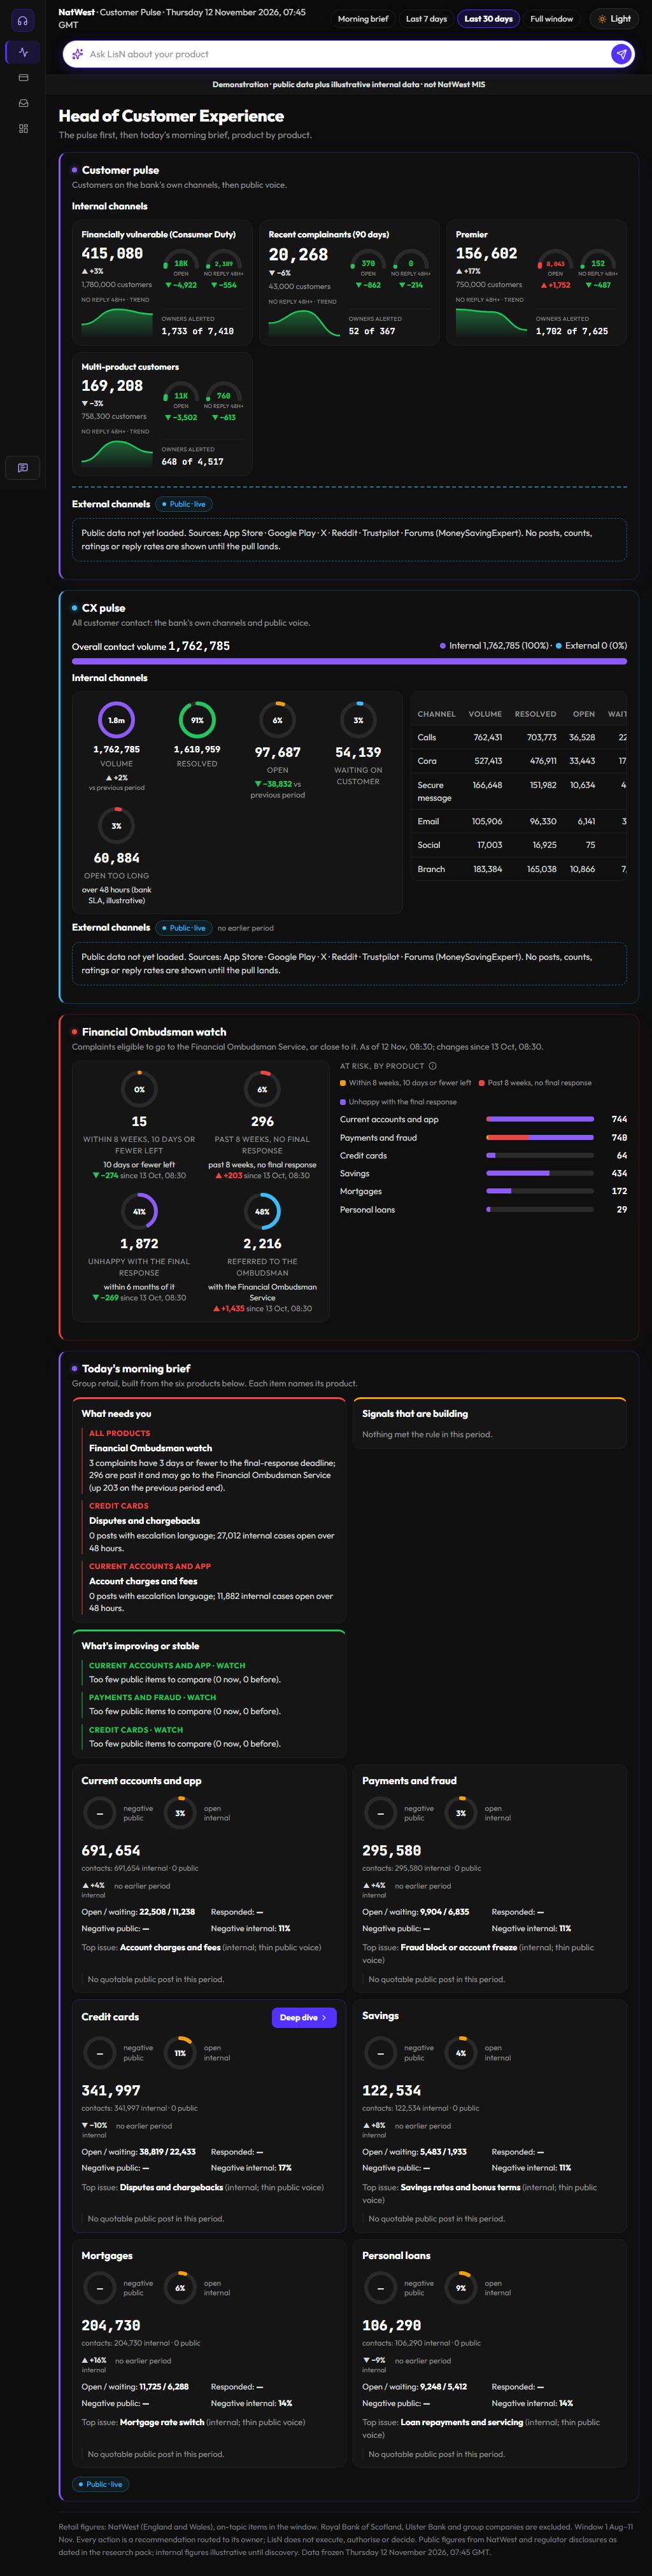 NatWest · Customer Pulse · Thursday 12 November 2026, 07:45 GMT
Morning brief
Last 7 days
Last 30 days
Full window
Light
Ask LisN about your product
Demonstration · public data plus illustrative internal data · not NatWest MIS
Head of Customer Experience
The pulse first, then today's morning brief, product by product.
Customer pulse
Customers on the bank's own channels, then public voice.
Internal channels
Financially vulnerable (Consumer Duty)
415,080
▲ +3%
1,780,000 customers
18K
OPEN
▼ −4,922
2,389
NO REPLY 48H+
▼ −554
NO REPLY 48H+ · TREND
OWNERS ALERTED
1,733 of 7,410
Recent complainants (90 days)
20,268
▼ −6%
43,000 customers
370
OPEN
▼ −862
0
NO REPLY 48H+
▼ −214
NO REPLY 48H+ · TREND
OWNERS ALERTED
52 of 367
Premier
156,602
▲ +17%
750,000 customers
8,043
OPEN
▲ +1,752
152
NO REPLY 48H+
▼ −487
NO REPLY 48H+ · TREND
OWNERS ALERTED
1,702 of 7,625
Multi-product customers
169,208
▼ −3%
758,300 customers
11K
OPEN
▼ −3,502
760
NO REPLY 48H+
▼ −613
NO REPLY 48H+ · TREND
OWNERS ALERTED
648 of 4,517
External channels
Public · live
Public data not yet loaded. Sources: App Store · Google Play · X · Reddit · Trustpilot · Forums (MoneySavingExpert). No posts, counts,
ratings or reply rates are shown until the pull lands.
CX pulse
All customer contact: the bank's own channels and public voice.
Overall contact volume 1,762,785
Internal 1,762,785 (100%) ·
External 0 (0%)
Internal channels
1.8m
1,762,785
VOLUME
▲ +2%
vs previous period
91%
1,610,959
RESOLVED
6%
97,687
OPEN
▼ −38,832 vs
previous period
3%
54,139
WAITING ON
CUSTOMER
3%
60,884
OPEN TOO LONG
over 48 hours (bank
SLA, illustrative)
CHANNEL VOLUME RESOLVED OPEN WAIT
Calls 762,431 703,773 36,528 22
Cora 527,413 476,911 33,443 17,
Secure message 166,648 151,982 10,634 4
Email 105,906 96,330 6,141 3
Social 17,003 16,925 75
Branch 183,384 165,038 10,866 7,
External channels
Public · live
no earlier period
Public data not yet loaded. Sources: App Store · Google Play · X · Reddit · Trustpilot · Forums (MoneySavingExpert). No posts, counts,
ratings or reply rates are shown until the pull lands.
Financial Ombudsman watch
Complaints eligible to go to the Financial Ombudsman Service, or close to it. As of 12 Nov, 08:30; changes since 13 Oct, 08:30.
0%
15
WITHIN 8 WEEKS, 10 DAYS OR
FEWER LEFT
10 days or fewer left
▼ −274 since 13 Oct, 08:30
6%
296
PAST 8 WEEKS, NO FINAL
RESPONSE
past 8 weeks, no final response
▲ +203 since 13 Oct, 08:30
41%
1,872
UNHAPPY WITH THE FINAL
RESPONSE
within 6 months of it
▼ −269 since 13 Oct, 08:30
48%
2,216
REFERRED TO THE
OMBUDSMAN
with the Financial Ombudsman
Service
▲ +1,435 since 13 Oct, 08:30
AT RISK, BY PRODUCT
Within 8 weeks, 10 days or fewer left
Past 8 weeks, no final response
Unhappy with the final response
Current accounts and app 744
Payments and fraud 740
Credit cards 64
Savings 434
Mortgages 172
Personal loans 29
Today's morning brief
Group retail, built from the six products below. Each item names its product.
What needs you
ALL PRODUCTS
Financial Ombudsman watch
3 complaints have 3 days or fewer to the final-response deadline;
296 are past it and may go to the Financial Ombudsman Service
(up 203 on the previous period end).
CREDIT CARDS
Disputes and chargebacks
0 posts with escalation language; 27,012 internal cases open over
48 hours.
CURRENT ACCOUNTS AND APP
Account charges and fees
0 posts with escalation language; 11,882 internal cases open over
48 hours.
Signals that are building
Nothing met the rule in this period.
What's improving or stable
CURRENT ACCOUNTS AND APP · WATCH
Too few public items to compare (0 now, 0 before).
PAYMENTS AND FRAUD · WATCH
Too few public items to compare (0 now, 0 before).
CREDIT CARDS · WATCH
Too few public items to compare (0 now, 0 before).
Current accounts and app
–
negative
public
3%
open
internal
691,654
contacts: 691,654 internal · 0 public
▲ +4%
internal
no earlier period
Open / waiting: 22,508 / 11,238
Responded: –
Negative public: –
Negative internal: 11%
Top issue: Account charges and fees (internal; thin public voice)
No quotable public post in this period.
Payments and fraud
–
negative
public
3%
open
internal
295,580
contacts: 295,580 internal · 0 public
▲ +4%
internal
no earlier period
Open / waiting: 9,904 / 6,835
Responded: –
Negative public: –
Negative internal: 11%
Top issue: Fraud block or account freeze (internal; thin public
voice)
No quotable public post in this period.
Credit cards
Deep dive
–
negative
public
11%
open
internal
341,997
contacts: 341,997 internal · 0 public
▼ −10%
internal
no earlier period
Open / waiting: 38,819 / 22,433
Responded: –
Negative public: –
Negative internal: 17%
Top issue: Disputes and chargebacks (internal; thin public voice)
No quotable public post in this period.
Savings
–
negative
public
4%
open
internal
122,534
contacts: 122,534 internal · 0 public
▲ +8%
internal
no earlier period
Open / waiting: 5,483 / 1,933
Responded: –
Negative public: –
Negative internal: 11%
Top issue: Savings rates and bonus terms (internal; thin public
voice)
No quotable public post in this period.
Mortgages
–
negative
public
6%
open
internal
204,730
contacts: 204,730 internal · 0 public
▲ +16%
internal
no earlier period
Open / waiting: 11,725 / 6,288
Responded: –
Negative public: –
Negative internal: 14%
Top issue: Mortgage rate switch (internal; thin public voice)
No quotable public post in this period.
Personal loans
–
negative
public
9%
open
internal
106,290
contacts: 106,290 internal · 0 public
▼ −9%
internal
no earlier period
Open / waiting: 9,248 / 5,412
Responded: –
Negative public: –
Negative internal: 14%
Top issue: Loan repayments and servicing (internal; thin public
voice)
No quotable public post in this period.
Public · live
Retail figures: NatWest (England and Wales), on-topic items in the window. Royal Bank of Scotland, Ulster Bank and group companies are excluded. Window 1 Aug–11
Nov. Every action is a recommendation routed to its owner; LisN does not execute, authorise or decide. Public figures from NatWest and regulator disclosures as
dated in the research pack; internal figures illustrative until discovery. Data frozen Thursday 12 November 2026, 07:45 GMT.